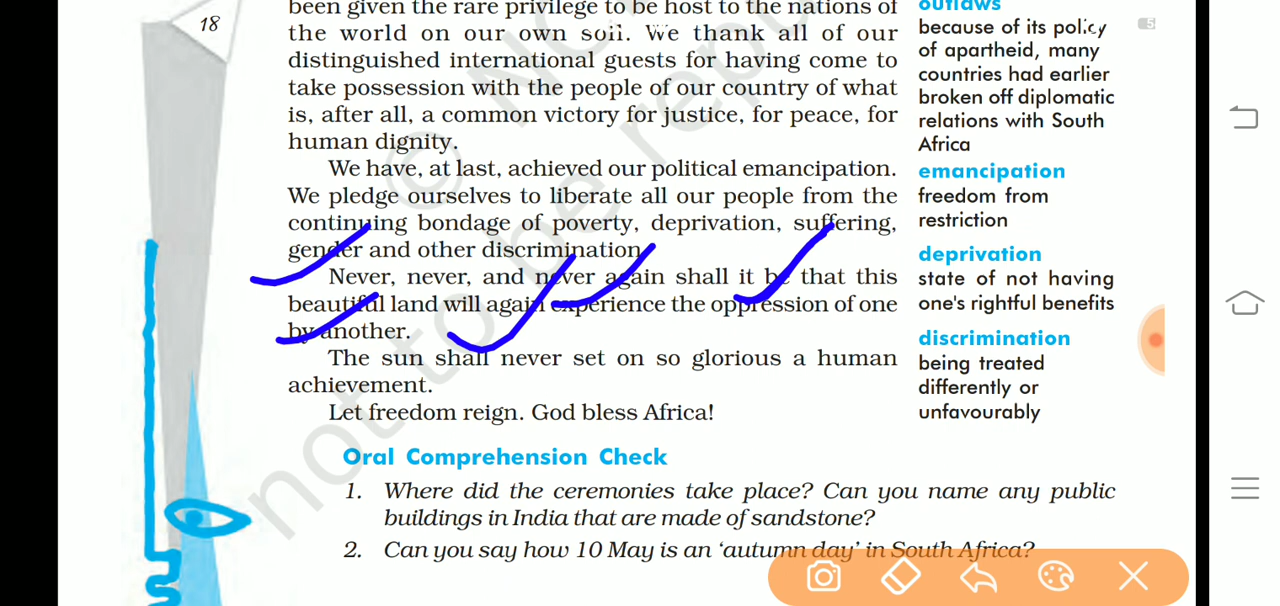 18
been given the rare privilege to be host to the nations of
the world on our own soil. We thank all of our
distinguished international guests for having come to
take possession with the people of our country of what
is, after all, a common victory for justice, for peace, for
human dignity.
We have, at last, achieved our political emancipation.
We pledge ourselves to liberate all our people from the
continuing bondage of poverty, deprivation, suffering,
gender and other discrimination.
Never, never, and never again shall it be that this
beautiful land will again experience the oppression of one
by another.
The sun shall never set on so glorious a human
achievement.
Let freedom reign. God bless Africa!
outlaws
because of its policy
of apartheid, many
countries had earlier
broken off diplomatic
relations with South
Africa
emancipation
freedom from
restriction
deprivation
state of not having
one's rightful benefits
discrimination
being treated
differently or
unfavourably
Oral Comprehension Check
1. Where did the ceremonies take place? Can you name any public
buildings in India that are made of sandstone?
2. Can you say how 10 May is an ‘autumn day’ in South Africa?
5
not to be repu
© NC